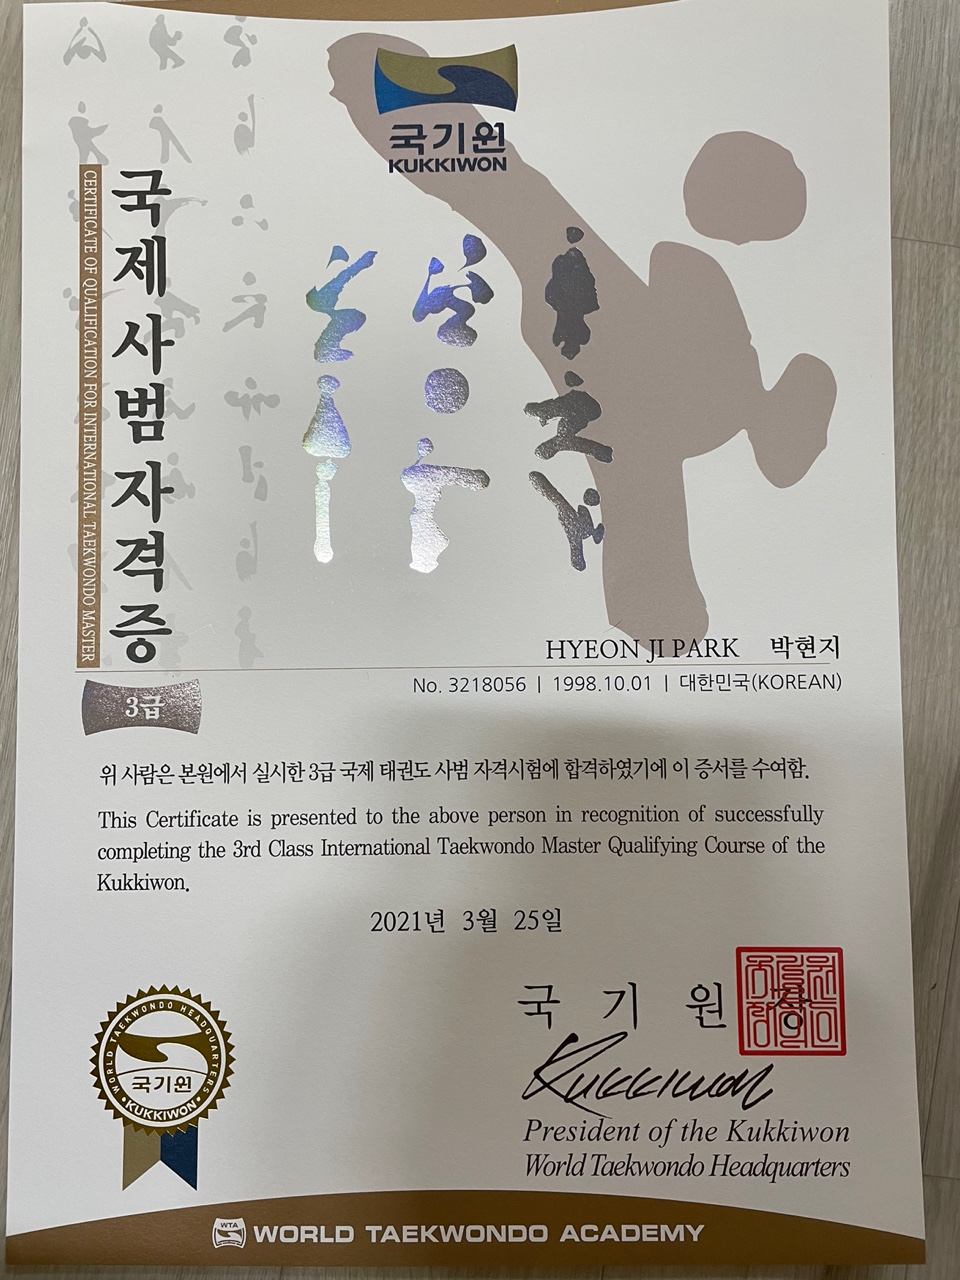 국기원
KUKKIWON
국제사범자격증
CERTIFICATE OF QUALIFICATION FOR INTERNATIONAL TAEKWONDO MASTER
HYEON JI PARK 박현지
No. 3218056 | 1998.10.01 | 대한민국(KOREAN)
3급
위 사람은 본원에서 실시한 3급 국제 태권도 사범 자격시험에 합격하였기에 이 증서를 수여함.
This Certificate is presented to the above person in recognition of successfully
completing the 3rd Class International Taekwondo Master Qualifying Course of the
Kukkiwon.
2021년 3월 25일
국 기 원 장
Kukkiwon
President of the Kukkiwon
World Taekwondo Headquarters
WORLD TAEKWONDO HEADQUARTERS
국기원
KUKKIWON
WTA
WORLD TAEKWONDO ACADEMY